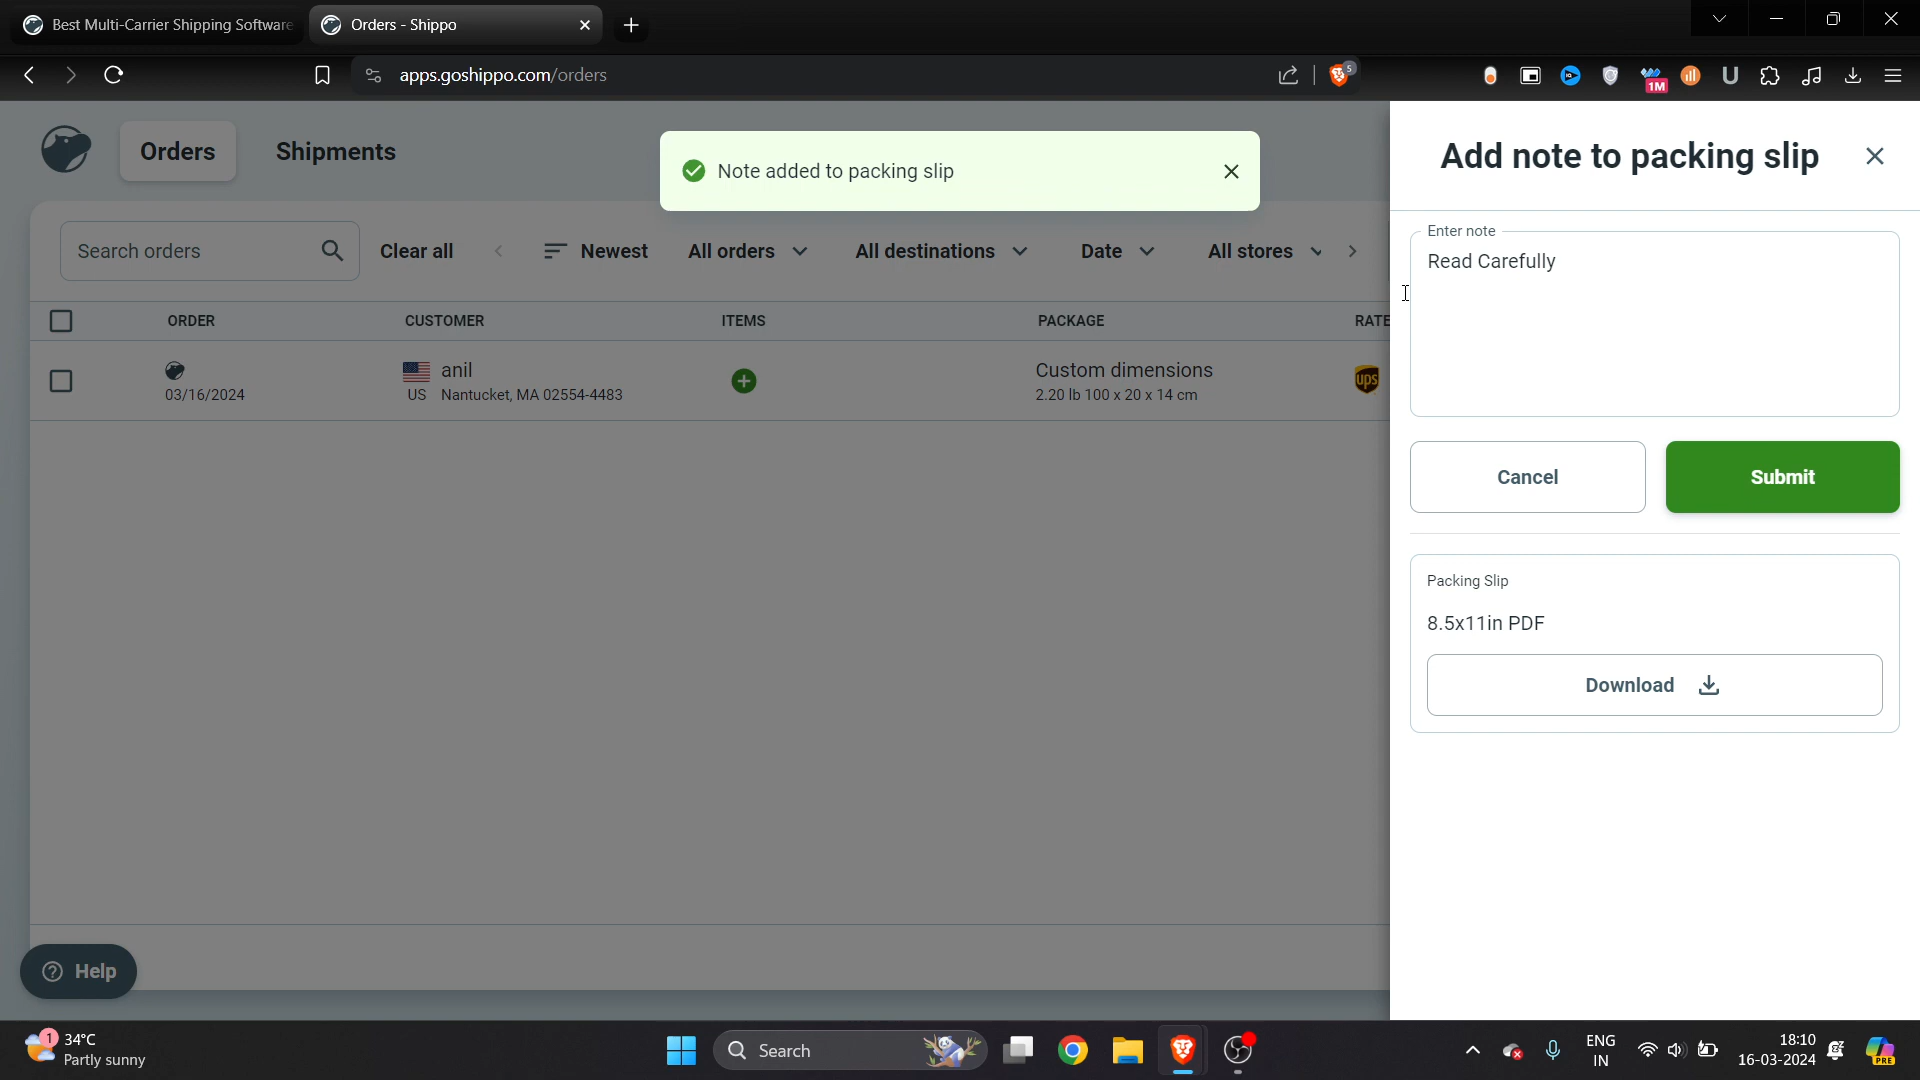 Best Multi-Carrier Shipping Software
Orders - Shippo
apps.goshippo.com/orders
5
1M
Orders
Shipments
Note added to packing slip
Add note to packing slip
Search orders
Clear all
Newest
All orders
All destinations
Date
All stores
Enter note
Read Carefully
ORDER
CUSTOMER
ITEMS
PACKAGE
RATE
03/16/2024
anil
US Nantucket, MA 02554-4483
Custom dimensions
2.20 lb 100 x 20 x 14 cm
ups
Cancel
Submit
Packing Slip
8.5x11in PDF
Download
Help
1
34°C
Partly sunny
Search
ENG
IN
18:10
16-03-2024
PRE